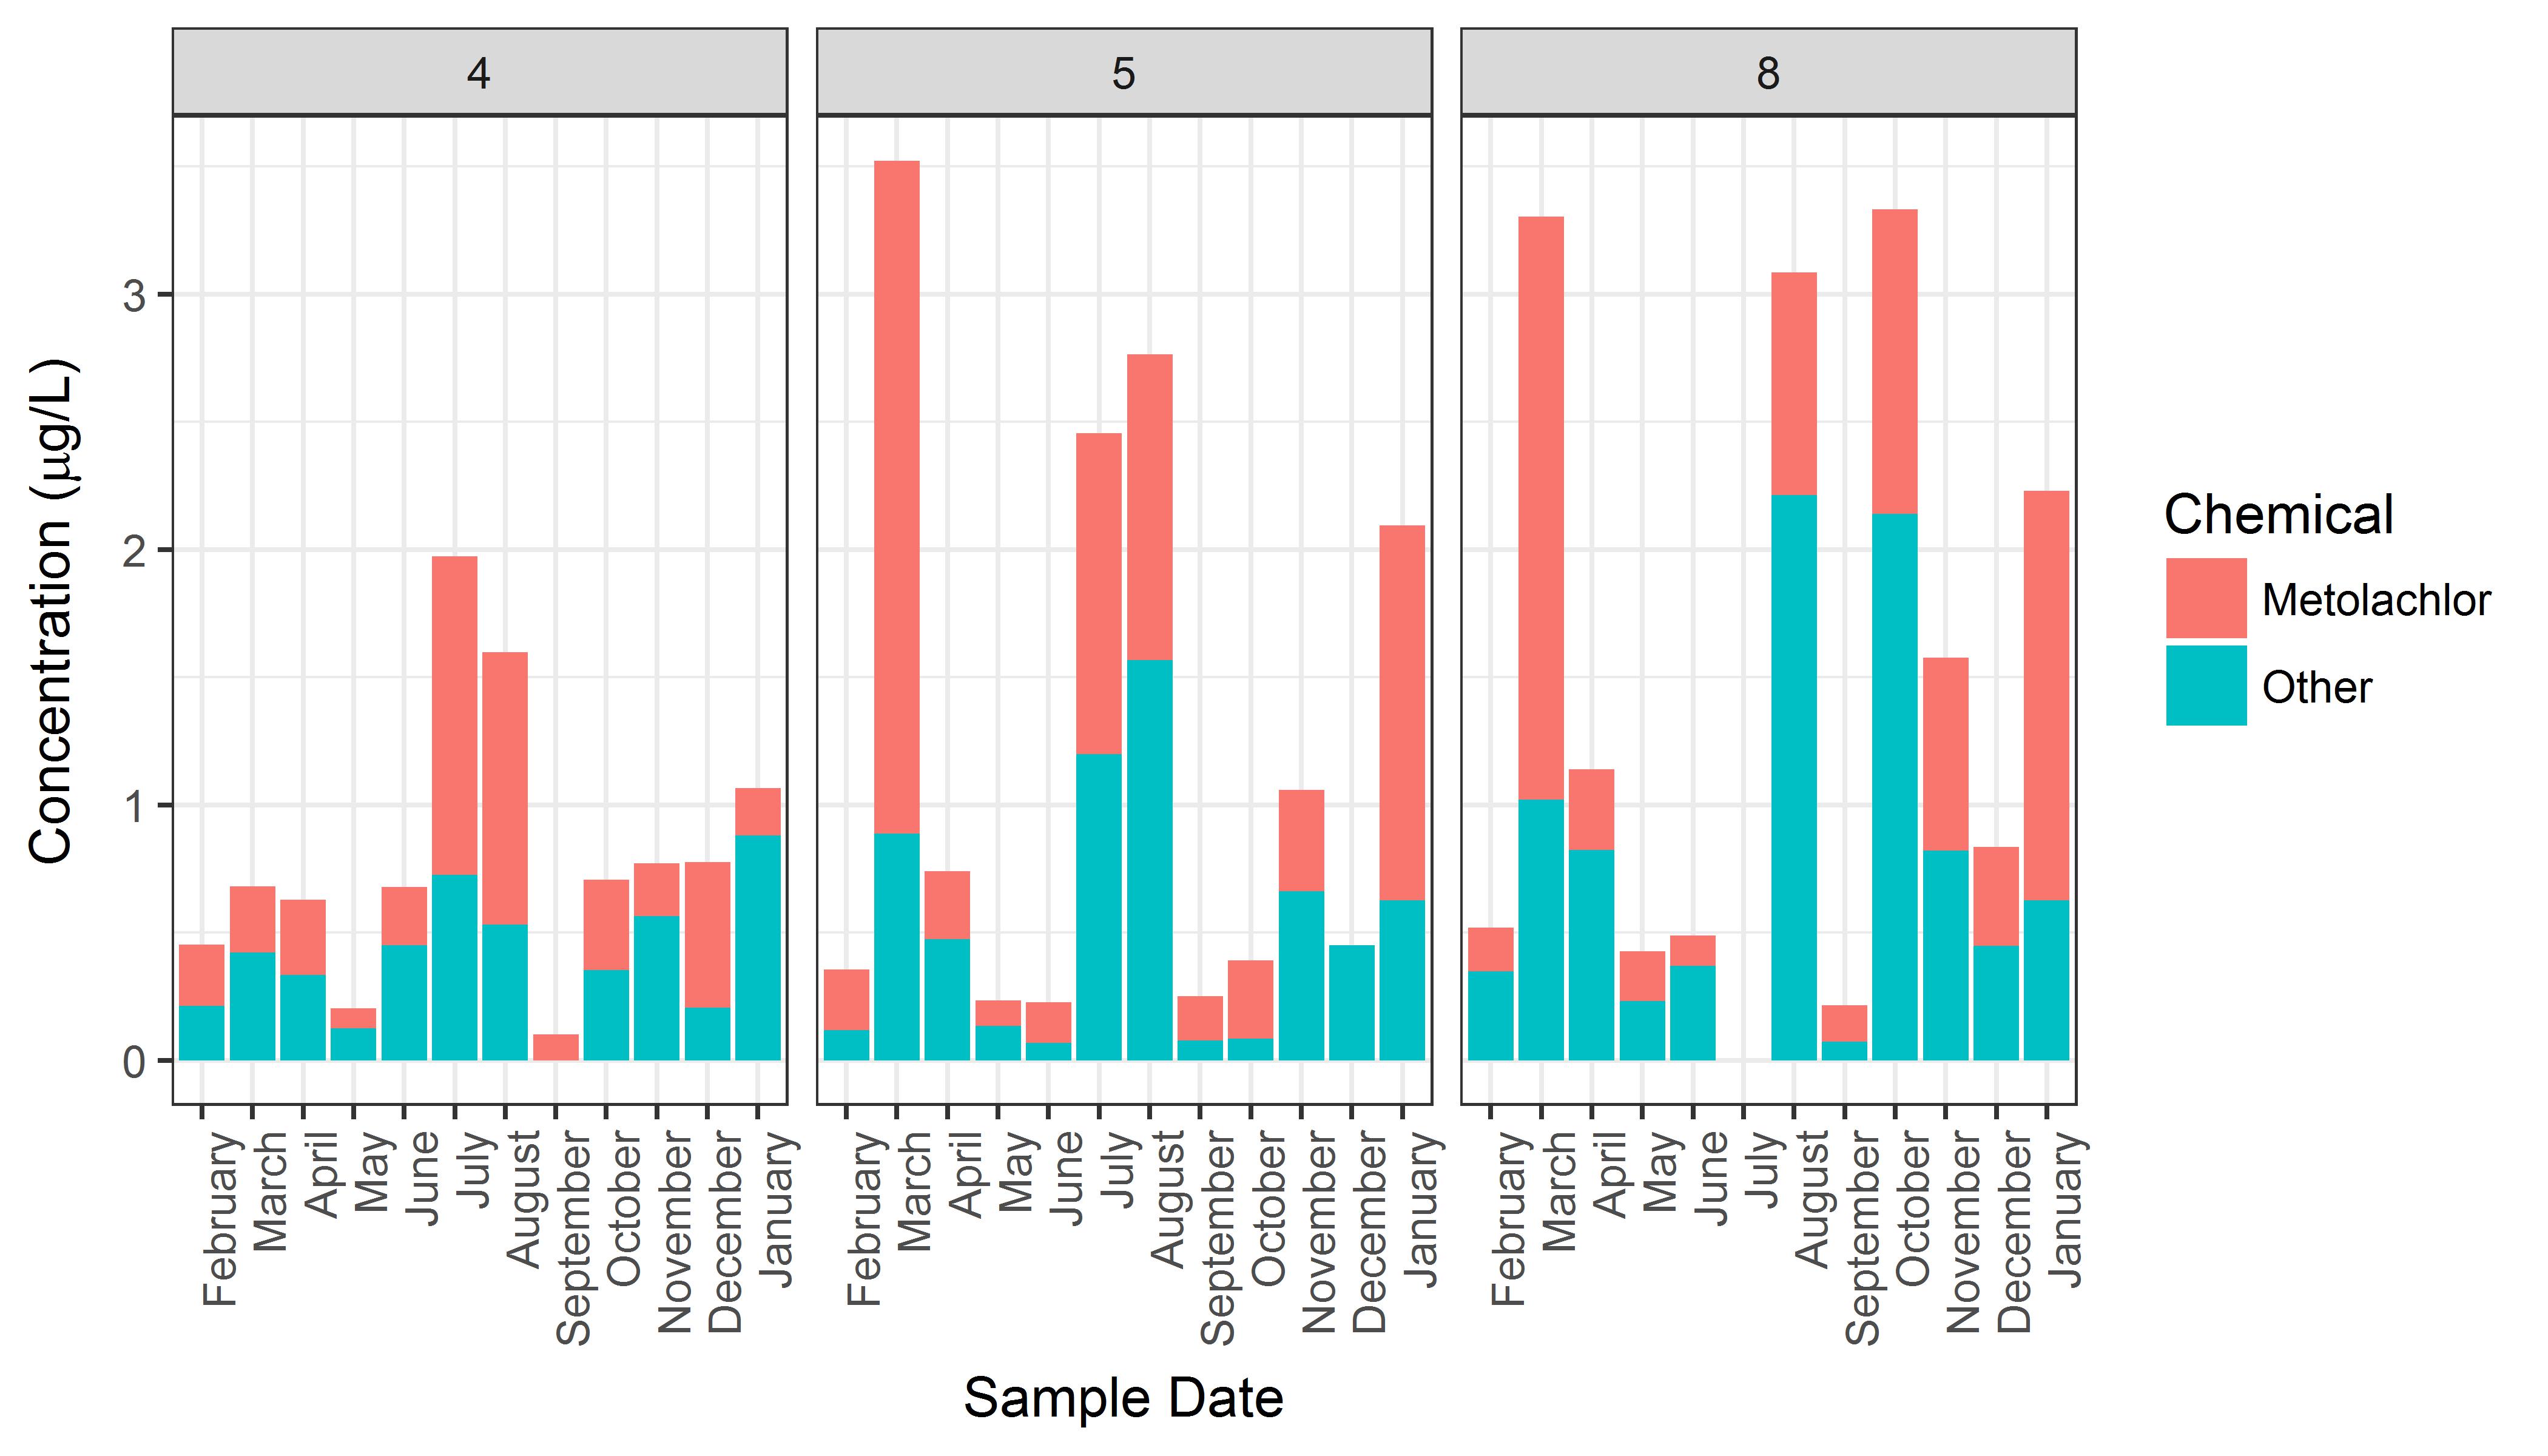 4
5
8
Concentration (µg/L)
3
2
1
0
February
March
April
May
June
July
August
September
October
November
December
January
February
March
April
May
June
July
August
September
October
November
December
January
February
March
April
May
June
July
August
September
October
November
December
January
Sample Date
Chemical
Metolachlor
Other